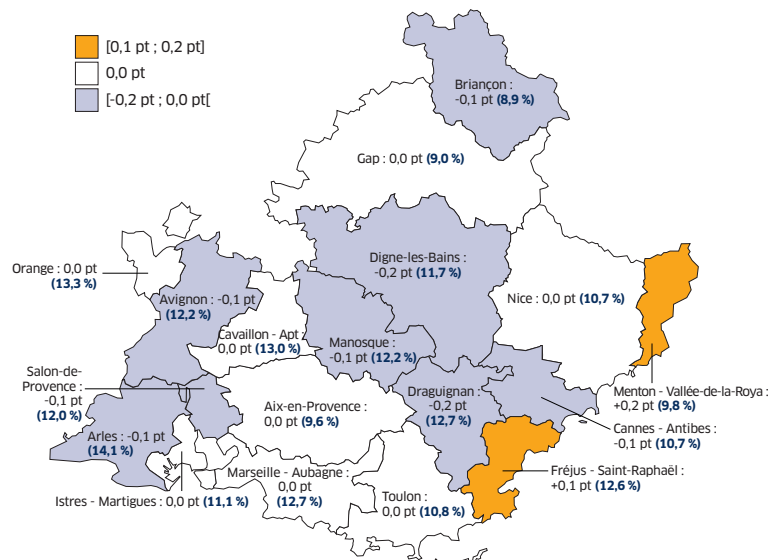 [0,1 pt ; 0,2 pt]
0,0 pt
[-0,2 pt ; 0,0 pt[
Briançon :
-0,1 pt (8,9 %)
Gap : 0,0 pt (9,0 %)
Digne-les-Bains :
-0,2 pt (11,7 %)
Orange : 0,0 pt
(13,3 %)
Avignon : -0,1 pt
(12,2 %)
Nice : 0,0 pt (10,7 %)
Cavaillon - Apt :
0,0 pt (13,0 %)
Manosque :
-0,1 pt (12,2 %)
Salon-de-
Provence :
-0,1 pt
(12,0 %)
Aix-en-Provence :
0,0 pt (9,6 %)
Draguignan :
-0,2 pt
(12,7 %)
Menton - Vallée-de-la-Roya :
+0,2 pt (9,8 %)
Cannes - Antibes :
-0,1 pt (10,7 %)
Arles : -0,1 pt
(14,1 %)
Marseille - Aubagne :
0,0 pt
(12,7 %)
Fréjus - Saint-Raphaël :
+0,1 pt (12,6 %)
Istres - Martigues : 0,0 pt (11,1 %)
Toulon :
0,0 pt (10,8 %)